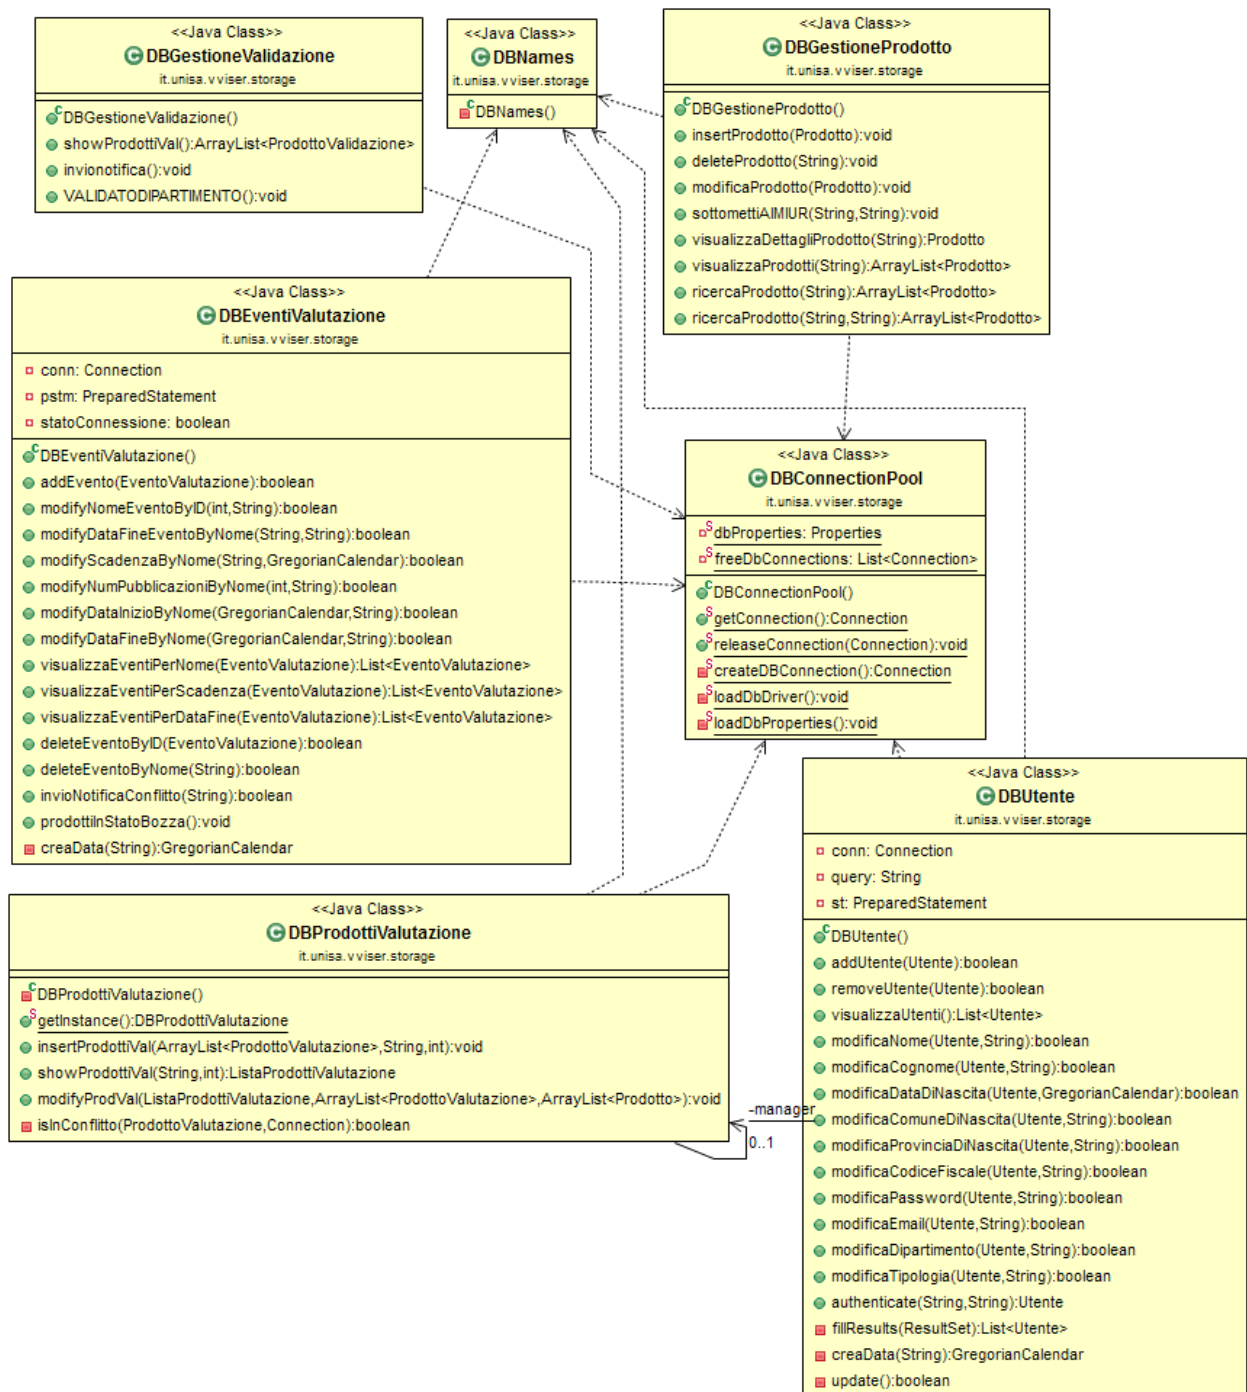 <<Java Class>>
DBGestioneValidazione
it.unisa.vviser.storage
DBGestioneValidazione()
showProdottiVal():ArrayList<ProdottoValidazione>
invionotifica():void
VALIDATODIPARTIMENTO():void
<<Java Class>>
DBNames
it.unisa.vviser.storage
DBNames()
<<Java Class>>
DBGestioneProdotto
it.unisa.vviser.storage
DBGestioneProdotto()
insertProdotto(Prodotto):void
deleteProdotto(String):void
modificaProdotto(Prodotto):void
sottomettiAlMIUR(String,String):void
visualizzaDettagliProdotto(String):Prodotto
visualizzaProdotti(String):ArrayList<Prodotto>
ricercaProdotto(String):ArrayList<Prodotto>
ricercaProdotto(String,String):ArrayList<Prodotto>
<<Java Class>>
DBEventiValutazione
it.unisa.vviser.storage
conn: Connection
pstm: PreparedStatement
statoConnessione: boolean
DBEventiValutazione()
addEvento(EventoValutazione):boolean
modifyNomeEventoByID(int,String):boolean
modifyDataFineEventoByNome(String,String):boolean
modifyScadenzaByNome(String,GregorianCalendar):boolean
modifyNumPubblicazioniByNome(int,String):boolean
modifyDataInizioByNome(GregorianCalendar,String):boolean
modifyDataFineByNome(GregorianCalendar,String):boolean
visualizzaEventiPerNome(EventoValutazione):List<EventoValutazione>
visualizzaEventiPerScadenza(EventoValutazione):List<EventoValutazione>
visualizzaEventiPerDataFine(EventoValutazione):List<EventoValutazione>
deleteEventoByID(EventoValutazione):boolean
deleteEventoByNome(String):boolean
invioNotificaConflitto(String):boolean
prodottiInStatoBozza():void
creaData(String):GregorianCalendar
<<Java Class>>
DBConnectionPool
it.unisa.vviser.storage
S dbProperties: Properties
S freeDbConnections: List<Connection>
DBConnectionPool()
S getConnection():Connection
S releaseConnection(Connection):void
S createDBConnection():Connection
S loadDbDriver():void
S loadDbProperties():void
<<Java Class>>
DBProdottiValutazione
it.unisa.vviser.storage
DBProdottiValutazione()
S getInstance():DBProdottiValutazione
insertProdottiVal(ArrayList<ProdottoValutazione>,String,int):void
showProdottiVal(String,int):ListaProdottiValutazione
modifyProdVal(ListaProdottiValutazione,ArrayList<ProdottoValutazione>,ArrayList<Prodotto>):void
isInConflitto(ProdottoValutazione,Connection):boolean
-manager
0..1
<<Java Class>>
DBUtente
it.unisa.vviser.storage
conn: Connection
query: String
st: PreparedStatement
DBUtente()
addUtente(Utente):boolean
removeUtente(Utente):boolean
visualizzaUtenti():List<Utente>
modificaNome(Utente,String):boolean
modificaCognome(Utente,String):boolean
modificaDataDiNascita(Utente,GregorianCalendar):boolean
modificaComuneDiNascita(Utente,String):boolean
modificaProvinciaDiNascita(Utente,String):boolean
modificaCodiceFiscale(Utente,String):boolean
modificaPassword(Utente,String):boolean
modificaEmail(Utente,String):boolean
modificaDipartimento(Utente,String):boolean
modificaTipologia(Utente,String):boolean
authenticate(String,String):Utente
fillResults(ResultSet):List<Utente>
creaData(String):GregorianCalendar
update():boolean